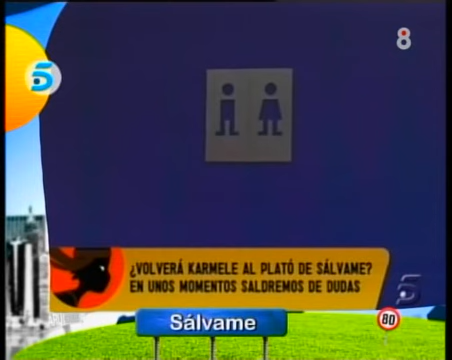 8
5
¿VOLVERÁ KARMELE AL PLATÓ DE SÁLVAME?
EN UNOS MOMENTOS SALDREMOS DE DUDAS
5
Sálvame
80